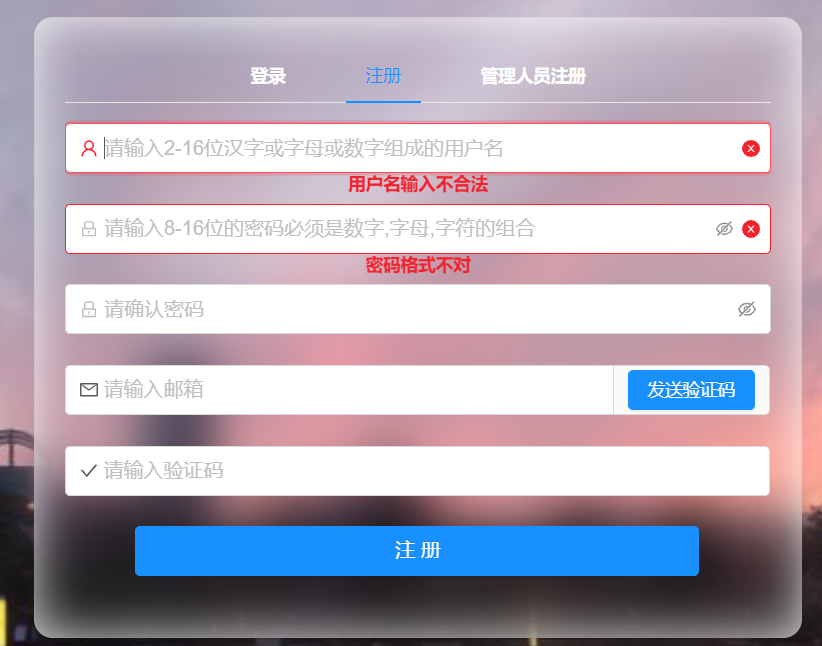 登录 注册 管理人员注册
请输入2-16位汉字或字母或数字组成的用户名
用户名输入不合法
请输入8-16位的密码必须是数字,字母,字符的组合
密码格式不对
请确认密码
请输入邮箱 发送验证码
请输入验证码
注 册